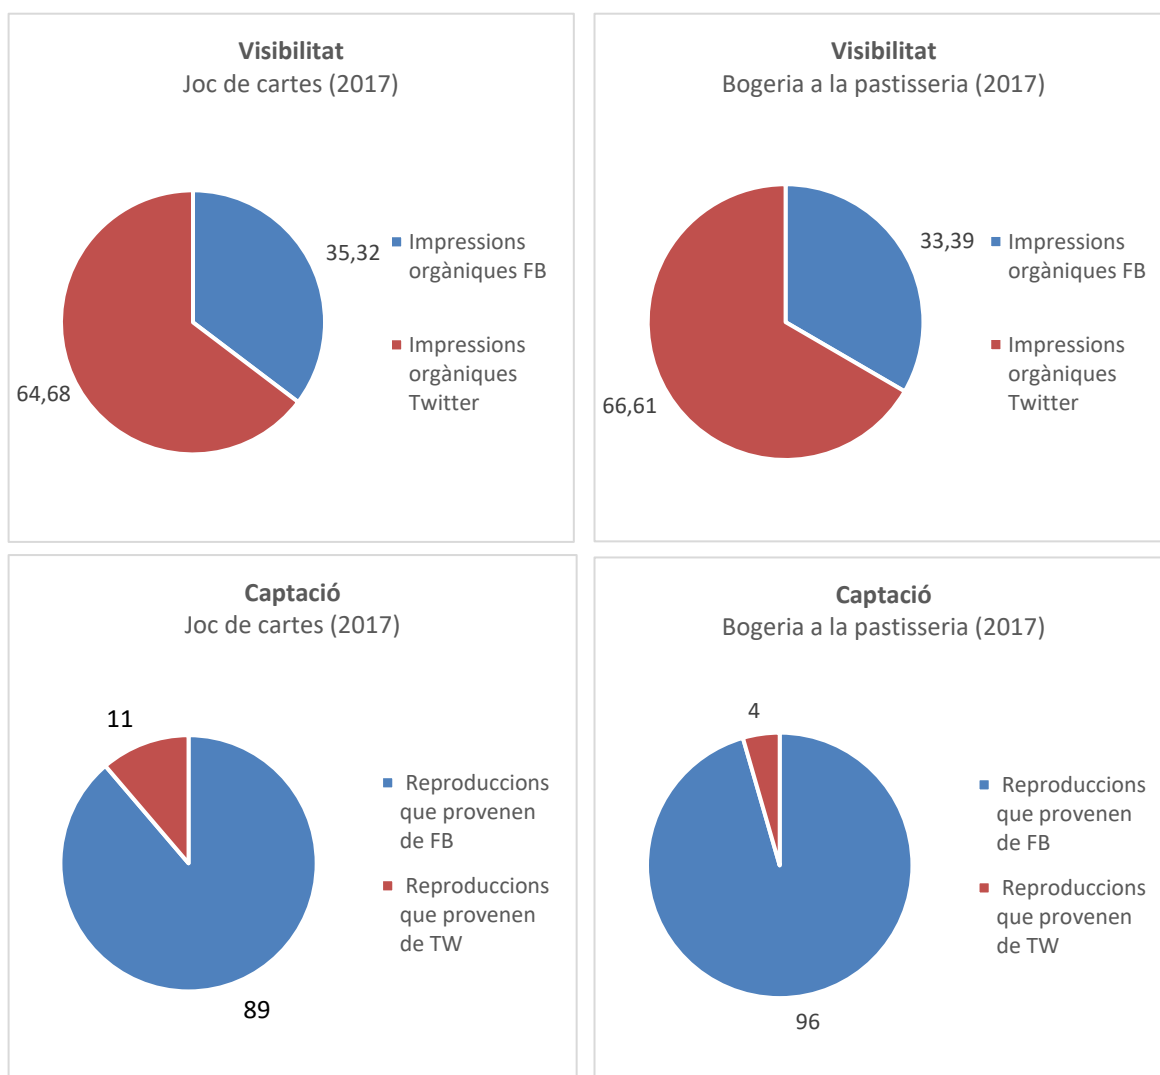 Visibilitat
Joc de cartes (2017)
35,32
Impressions
orgàniques FB
Impressions
orgàniques
Twitter
64,68
Visibilitat
Bogeria a la pastisseria (2017)
33,39
Impressions
orgàniques FB
Impressions
orgàniques
Twitter
66,61
Captació
Joc de cartes (2017)
11
Reproduccions
que provenen
de FB
Reproduccions
que provenen
de TW
89
Captació
Bogeria a la pastisseria (2017)
4
Reproduccions
que provenen
de FB
Reproduccions
que provenen
de TW
96